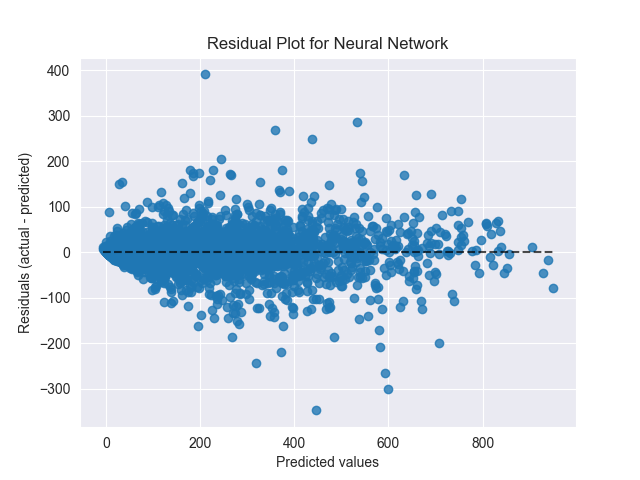 Residual Plot for Neural Network
Residuals (actual - predicted)
400
300
200
100
0
−100
−200
−300
0 200 400 600 800
Predicted values